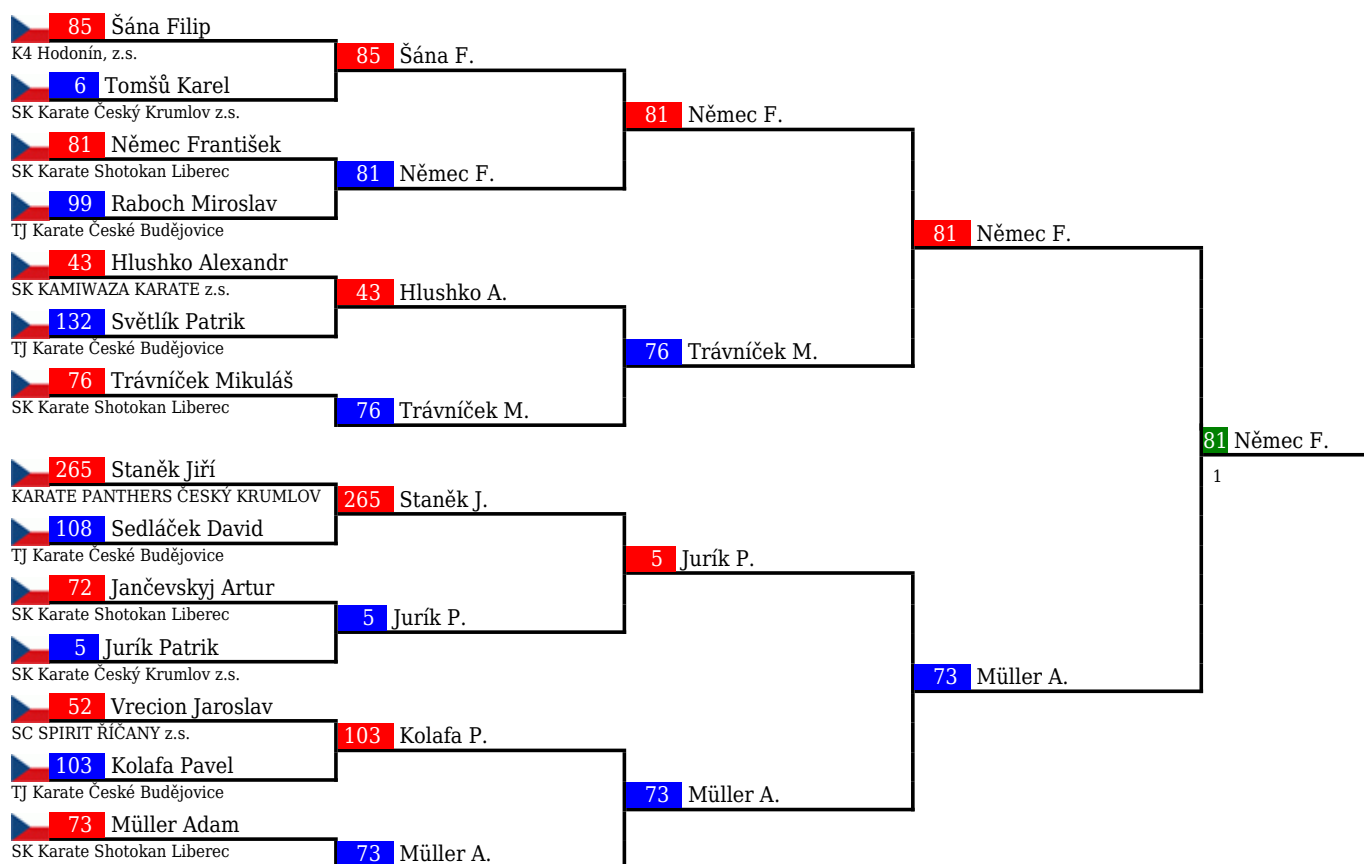 85 Šána Filip
K4 Hodonín, z.s.
85 Šána F.
6 Tomšů Karel
SK Karate Český Krumlov z.s.
81 Němec F.
81 Němec František
SK Karate Shotokan Liberec
81 Němec F.
99 Raboch Miroslav
TJ Karate České Budějovice
81 Němec F.
43 Hlushko Alexandr
SK KAMIWAZA KARATE z.s.
43 Hlushko A.
132 Světlík Patrik
TJ Karate České Budějovice
76 Trávníček M.
76 Trávníček Mikuláš
SK Karate Shotokan Liberec
76 Trávníček M.
81 Němec F.
1
265 Staněk Jiří
KARATE PANTHERS ČESKÝ KRUMLOV
265 Staněk J.
108 Sedláček David
TJ Karate České Budějovice
5 Jurík P.
72 Jančevskyj Artur
SK Karate Shotokan Liberec
5 Jurík P.
5 Jurík Patrik
SK Karate Český Krumlov z.s.
73 Müller A.
52 Vrecion Jaroslav
SC SPIRIT ŘÍČANY z.s.
103 Kolafa P.
103 Kolafa Pavel
TJ Karate České Budějovice
73 Müller A.
73 Müller Adam
SK Karate Shotokan Liberec
73 Müller A.